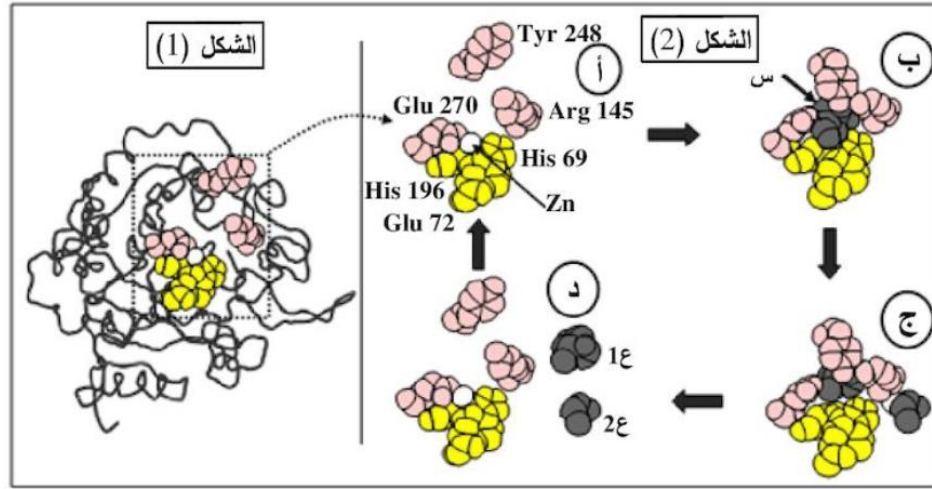 الشكل (1)
الشكل (2)
Tyr 248
أ
ب
س
Glu 270
Arg 145
His 69
His 196
Zn
Glu 72
د
ج
ع1
ع2